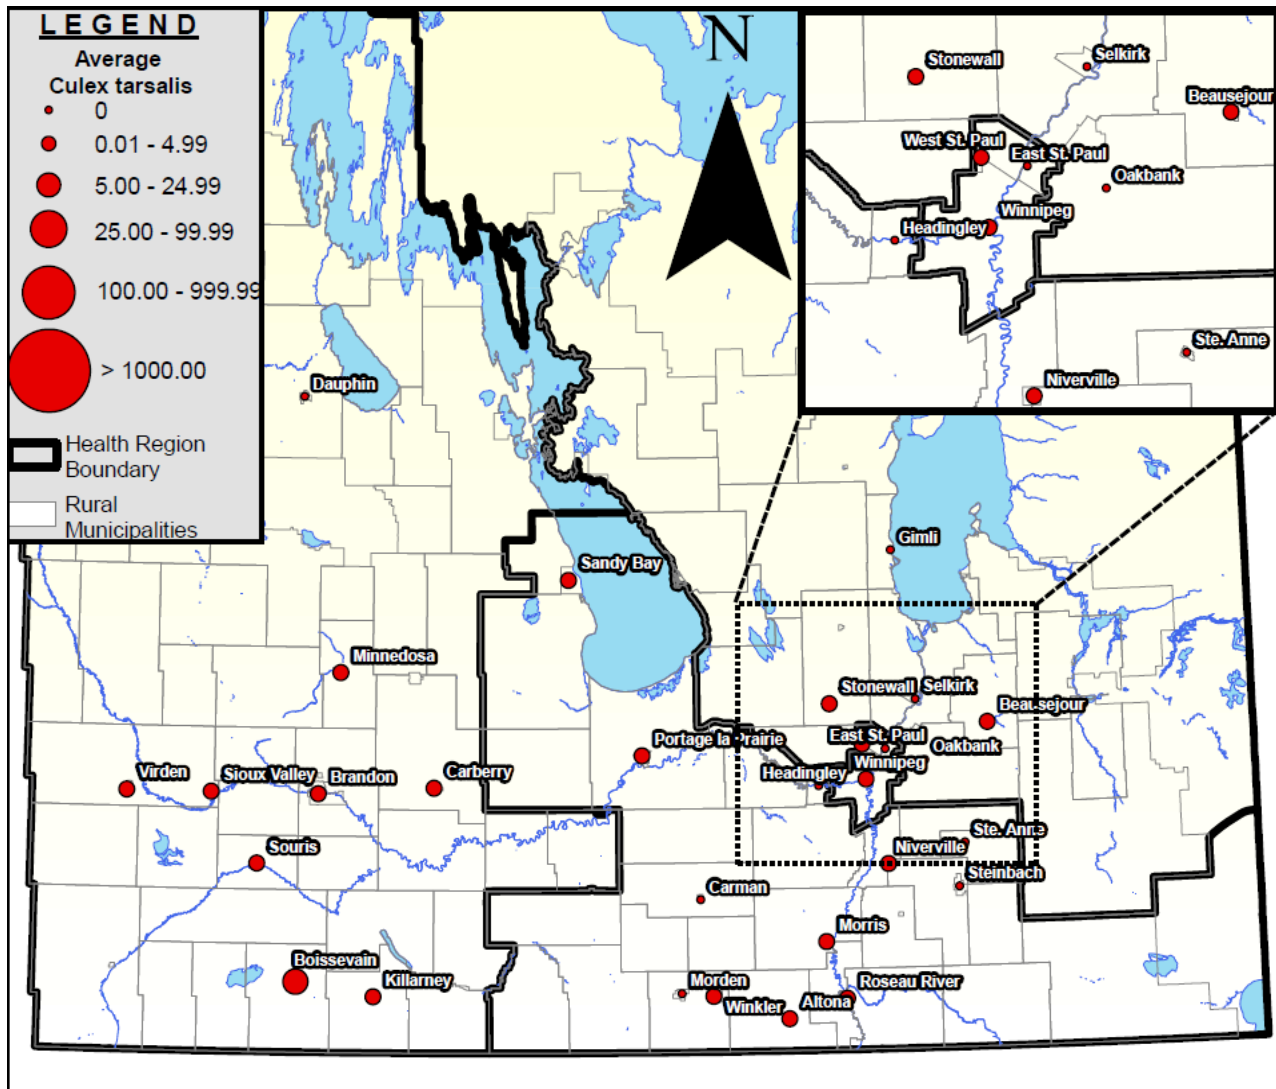 LEGEND
Average
Culex tarsalis
0
0.01 - 4.99
5.00 - 24.99
25.00 - 99.99
100.00 - 999.99
> 1000.00
Health Region
Boundary
Rural
Municipalities
N
Stonewall
Selkirk
Beausejour
West St. Paul
East St. Paul
Oakbank
Winnipeg
Headingley
Ste. Anne
Niverville
Dauphin
Gimli
Sandy Bay
Minnedosa
Stonewall
Selkirk
Beausejour
Portage la Prairie
East St. Paul
Oakbank
Winnipeg
Headingley
Virden
Sioux Valley
Brandon
Carberry
Ste. Anne
Niverville
Souris
Steinbach
Carman
Morris
Boissevain
Killarney
Morden
Winkler
Altona
Roseau River